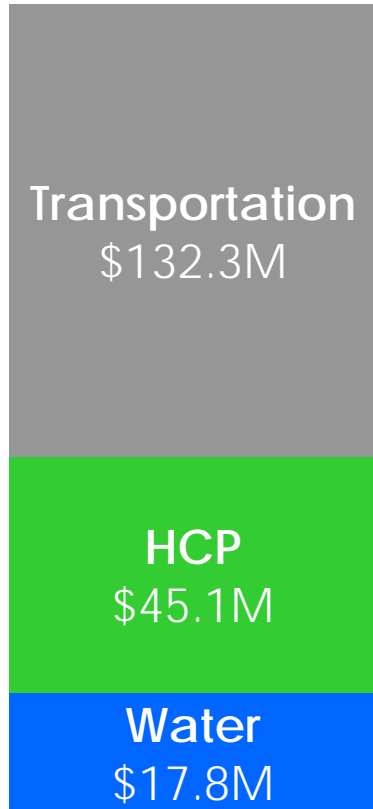 Transportation
$132.3M
HCP
$45.1M
Water
$17.8M